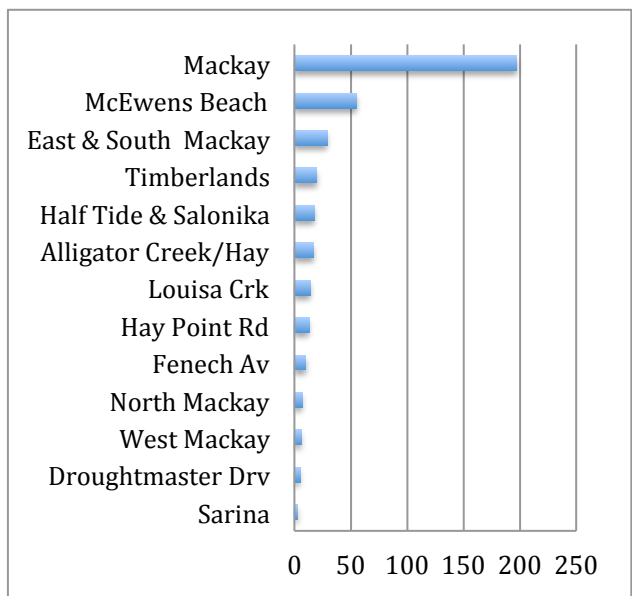 Mackay
McEwens Beach
East & South  Mackay
Timberlands
Half Tide & Salonika
Alligator Creek/Hay
Louisa Crk
Hay Point Rd
Fenech Av
North Mackay
West Mackay
Droughtmaster Drv
Sarina
0 50 100 150 200 250